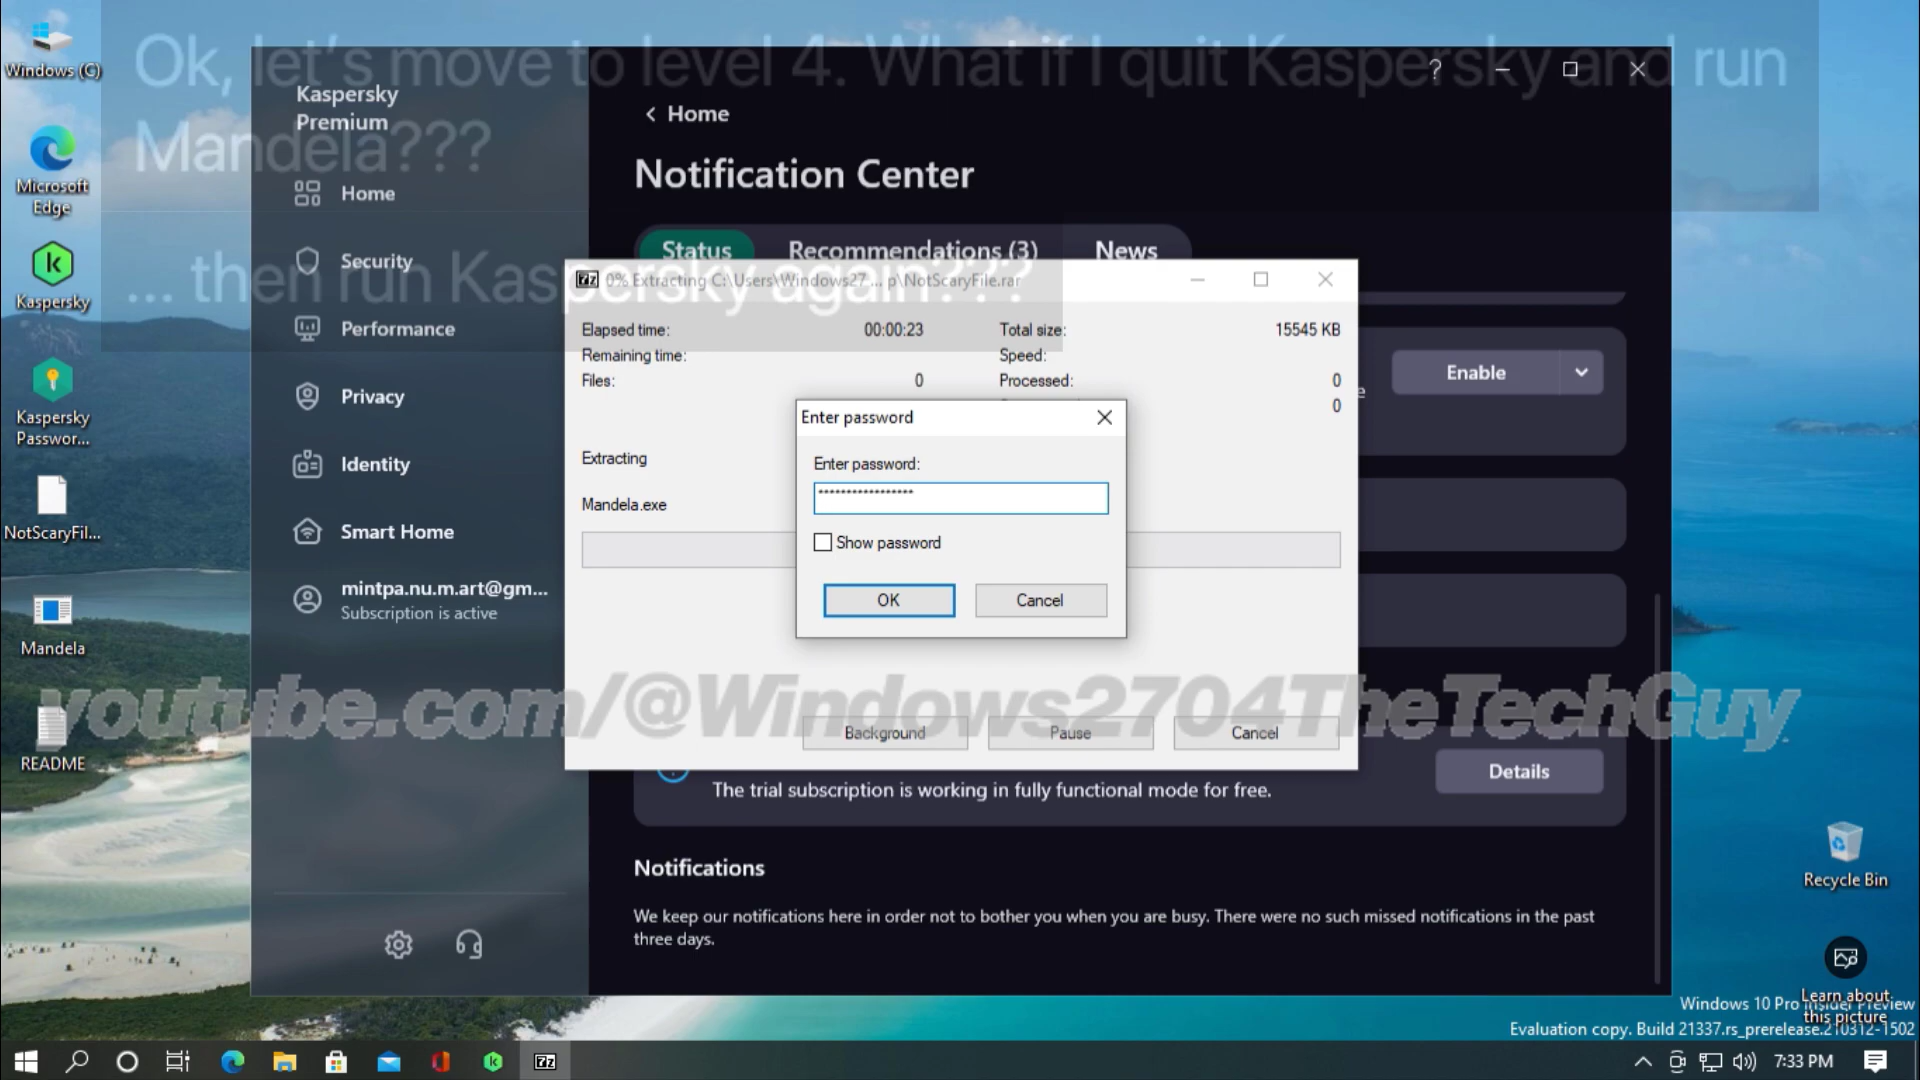 Ok, let's move to level 4. What if I quit Kaspersky and run
Mandela???
... then run Kaspersky again???
Windows (C)
Microsoft
Edge
Kaspersky
Kaspersky
Passwor...
NotScaryFil...
Mandela
README
Kaspersky
Premium
Home
Security
Performance
Privacy
Identity
Smart Home
mintpa.nu.m.art@gm...
Subscription is active
?
Home
Notification Center
Status
Recommendations (3)
News
Enable
e
0% Extracting C:\Users\Windows27 ... p\NotScaryFile.rar
Elapsed time: 00:00:23 Total size: 15545 KB
Remaining time: Speed:
Files: 0 Processed: 0
0
Extracting
Mandela.exe
Enter password
Enter password:
*****************
Show password
OK Cancel
Background Pause Cancel
youtube.com/@Windows2704TheTechGuy
The trial subscription is working in fully functional mode for free.
Details
Notifications
We keep our notifications here in order not to bother you when you are busy. There were no such missed notifications in the past
three days.
Recycle Bin
Learn about
this picture
Windows 10 Pro Insider Preview
Evaluation copy. Build 21337.rs_prerelease.210312-1502
7:33 PM